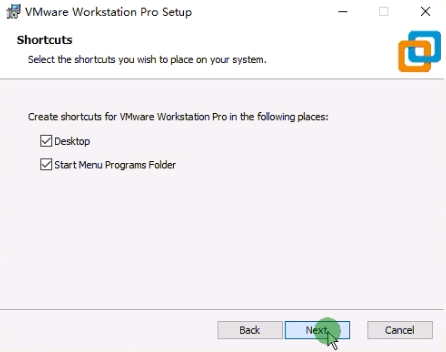 VMware Workstation Pro Setup
Shortcuts
Select the shortcuts you wish to place on your system.
Create shortcuts for VMware Workstation Pro in the following places:
Desktop
Start Menu Programs Folder
Back Next Cancel